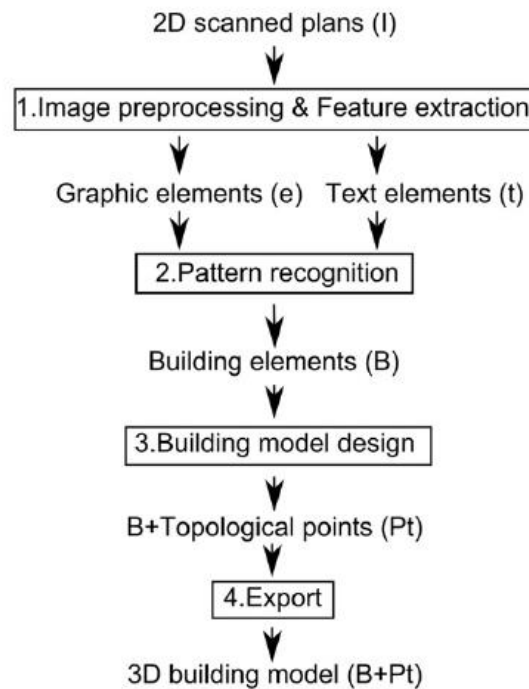 2D scanned plans (I)
1.Image preprocessing & Feature extraction
Graphic elements (e) Text elements (t)
2.Pattern recognition
Building elements (B)
3.Building model design
B+Topological points (Pt)
4.Export
3D building model (B+Pt)